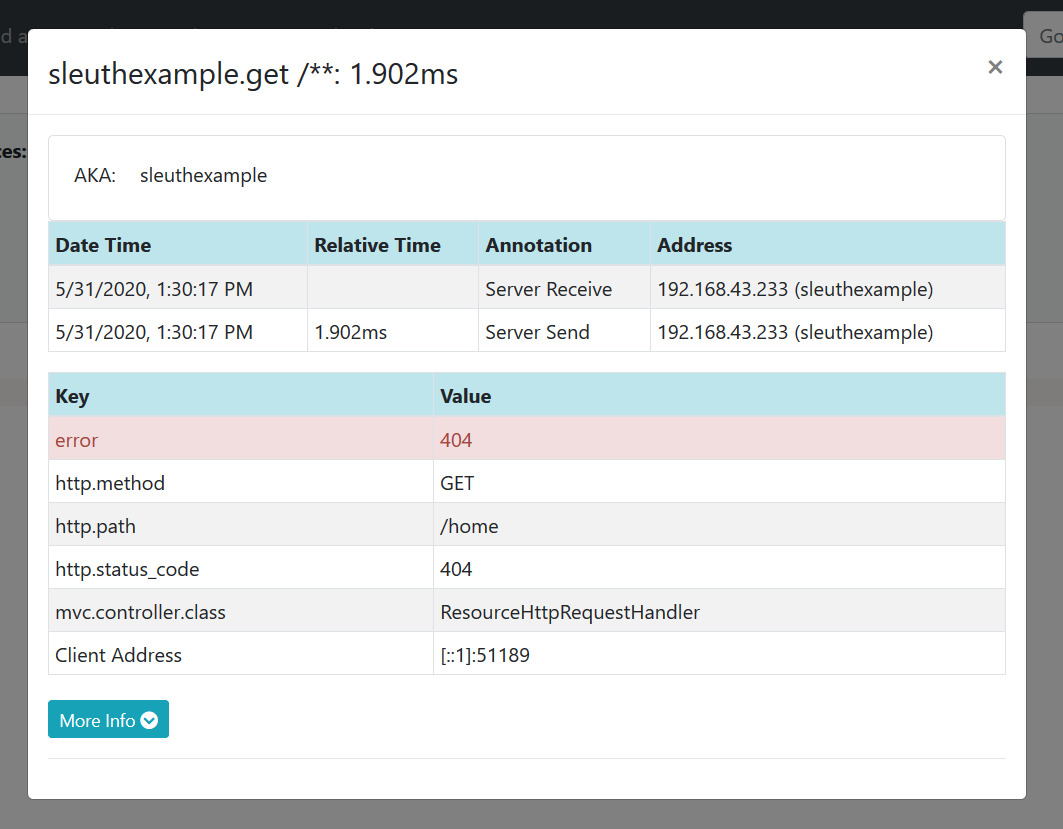 d a
Go
sleuthexample.get /**: 1.902ms
×
AKA: sleuthexample
Date Time Relative Time Annotation Address
5/31/2020, 1:30:17 PM Server Receive 192.168.43.233 (sleuthexample)
5/31/2020, 1:30:17 PM 1.902ms Server Send 192.168.43.233 (sleuthexample)
Key Value
error 404
http.method GET
http.path /home
http.status_code 404
mvc.controller.class ResourceHttpRequestHandler
Client Address [::1]:51189
More Info